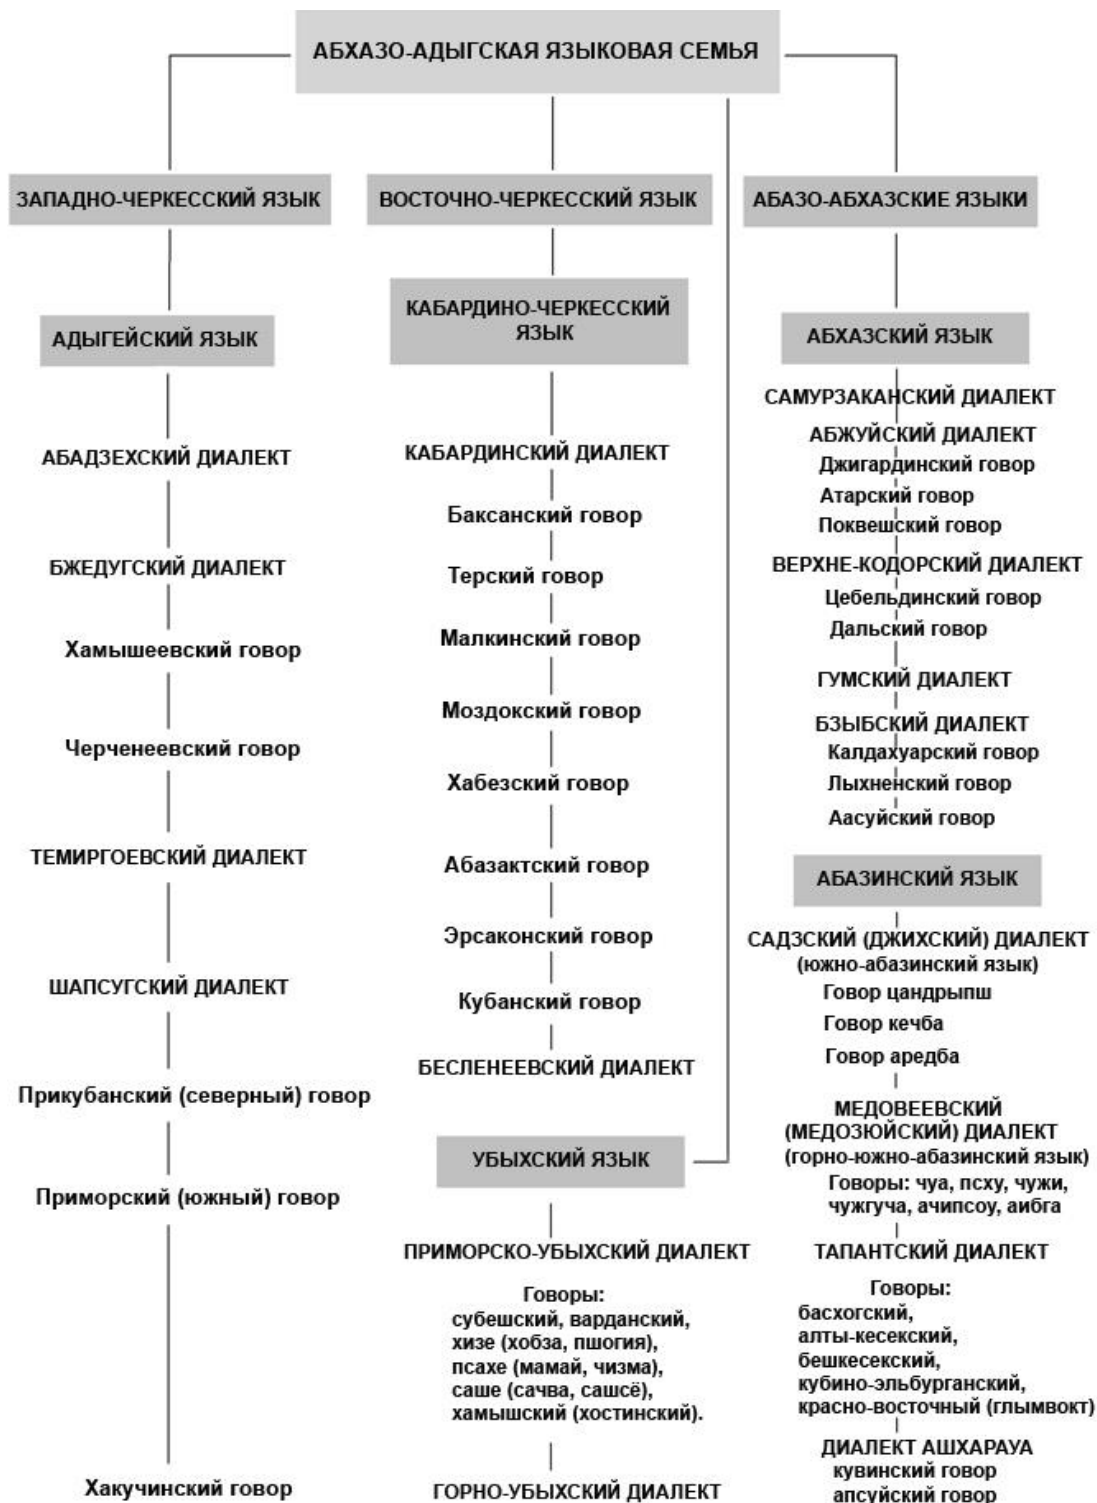 АБХАЗО-АДЫГСКАЯ ЯЗЫКОВАЯ СЕМЬЯ
ЗАПАДНО-ЧЕРКЕССКИЙ ЯЗЫК
АДЫГЕЙСКИЙ ЯЗЫК
АБАДЗЕХСКИЙ ДИАЛЕКТ
БЖЕДУГСКИЙ ДИАЛЕКТ
Хамышеевский говор
Черченеевский говор
ТЕМИРГОЕВСКИЙ ДИАЛЕКТ
ШАПСУГСКИЙ ДИАЛЕКТ
Прикубанский (северный) говор
Приморский (южный) говор
Хакучинский говор
ВОСТОЧНО-ЧЕРКЕССКИЙ ЯЗЫК
КАБАРДИНО-ЧЕРКЕССКИЙ
ЯЗЫК
КАБАРДИНСКИЙ ДИАЛЕКТ
Баксанский говор
Терский говор
Малкинский говор
Моздокский говор
Хабезский говор
Абазактский говор
Эрсаконский говор
Кубанский говор
БЕСЛЕНЕЕВСКИЙ ДИАЛЕКТ
УБЫХСКИЙ ЯЗЫК
ПРИМОРСКО-УБЫХСКИЙ ДИАЛЕКТ
Говоры:
субешский, варданский,
хизе (хобза, пшогия),
псахе (мамай, чизма),
саше (сачва, сашсё),
хамышский (хостинский).
ГОРНО-УБЫХСКИЙ ДИАЛЕКТ
АБАЗО-АБХАЗСКИЕ ЯЗЫКИ
АБХАЗСКИЙ ЯЗЫК
САМУРЗАКАНСКИЙ ДИАЛЕКТ
АБЖУЙСКИЙ ДИАЛЕКТ
Джигардинский говор
Атарский говор
Поквешский говор
ВЕРХНЕ-КОДОРСКИЙ ДИАЛЕКТ
Цебельдинский говор
Дальский говор
ГУМСКИЙ ДИАЛЕКТ
БЗЫБСКИЙ ДИАЛЕКТ
Калдахуарский говор
Лыхненский говор
Аасуйский говор
АБАЗИНСКИЙ ЯЗЫК
САДЗСКИЙ (ДЖИХСКИЙ) ДИАЛЕКТ
(южно-абазинский язык)
Говор цандрыпш
Говор кечба
Говор аредба
МЕДОВЕЕВСКИЙ
(МЕДОЗЮЙСКИЙ) ДИАЛЕКТ
(горно-южно-абазинский язык)
Говоры: чуа, псху, чужи,
чужгуча, ачипсоу, аибга
ТАПАНТСКИЙ ДИАЛЕКТ
Говоры:
басхогский,
алты-кесекский,
бешкесекский,
кубино-эльбурганский,
красно-восточный (глымвокт)
ДИАЛЕКТ АШХАРАУА
кувинский говор
апсуйский говор